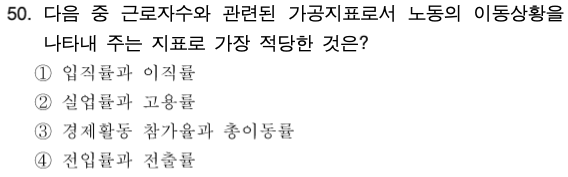 50. 다음 중 근로자수와 관련된 가공지표로서 노동의 이동상황을
나타내 주는 지표로 가장 적당한 것은?
① 입직률과 이직률
② 실업률과 고용률
③ 경제활동 참가율과 총이동률
④ 전입률과 전출률